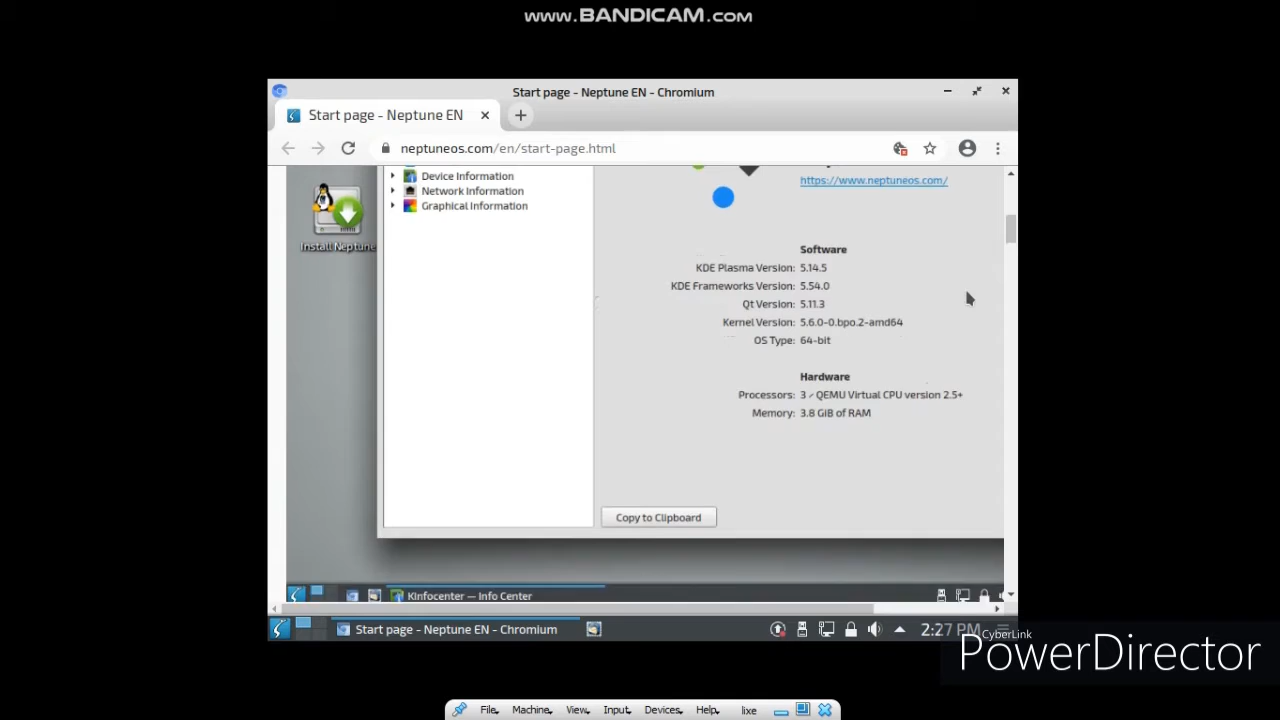 www.BANDICAM.com
Start page - Neptune EN - Chromium
Start page - Neptune EN
neptuneos.com/en/start-page.html
Device Information
Network Information
Graphical Information
https://www.neptuneos.com/
Install Neptune
Software
KDE Plasma Version: 5.14.5
KDE Frameworks Version: 5.54.0
Qt Version: 5.11.3
Kernel Version: 5.6.0-0.bpo.2-amd64
OS Type: 64-bit
Hardware
Processors: 3 × QEMU Virtual CPU version 2.5+
Memory: 3.8 GiB of RAM
Copy to Clipboard
KInfocenter — Info Center
Start page - Neptune EN - Chromium
2:27 PM
CyberLink
PowerDirector
File Machine View Input Devices Help lixe